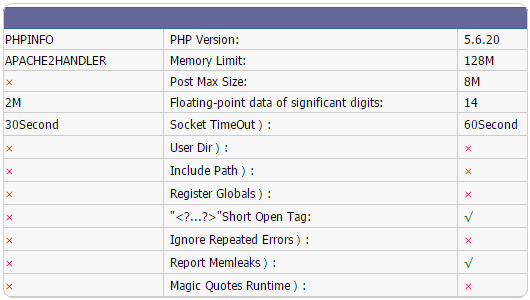 PHPINFO PHP Version: 5.6.20
APACHE2HANDLER Memory Limit: 128M
× Post Max Size: 8M
2M Floating-point data of significant digits: 14
30Second Socket TimeOut ) : 60Second
× User Dir ) : ×
× Include Path ) : ×
× Register Globals ) : ×
× "<?...?>"Short Open Tag: √
× Ignore Repeated Errors ) : ×
× Report Memleaks ) : √
× Magic Quotes Runtime ) : ×